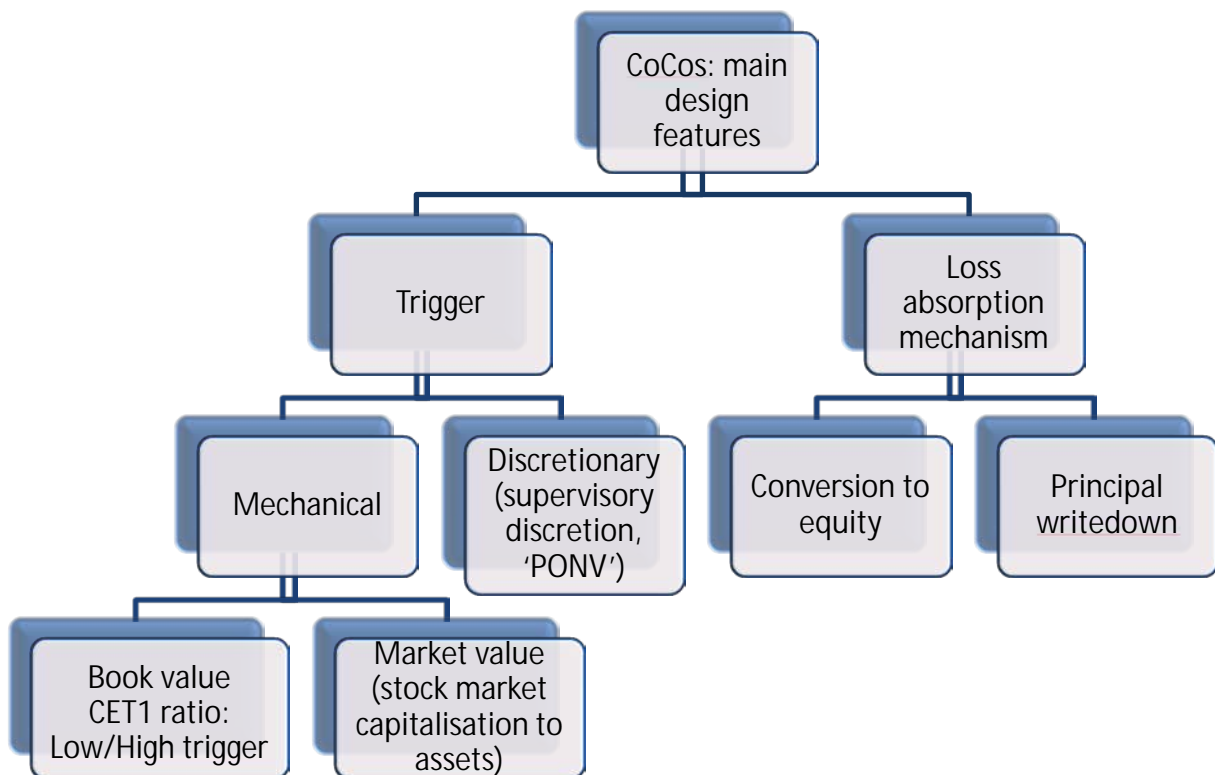 CoCos: main
design
features
Trigger
Loss
absorption
mechanism
Mechanical
Discretionary
(supervisory
discretion,
‘PONV’)
Conversion to
equity
Principal
writedown
Book value
CET1 ratio:
Low/High trigger
Market value
(stock market
capitalisation to
assets)